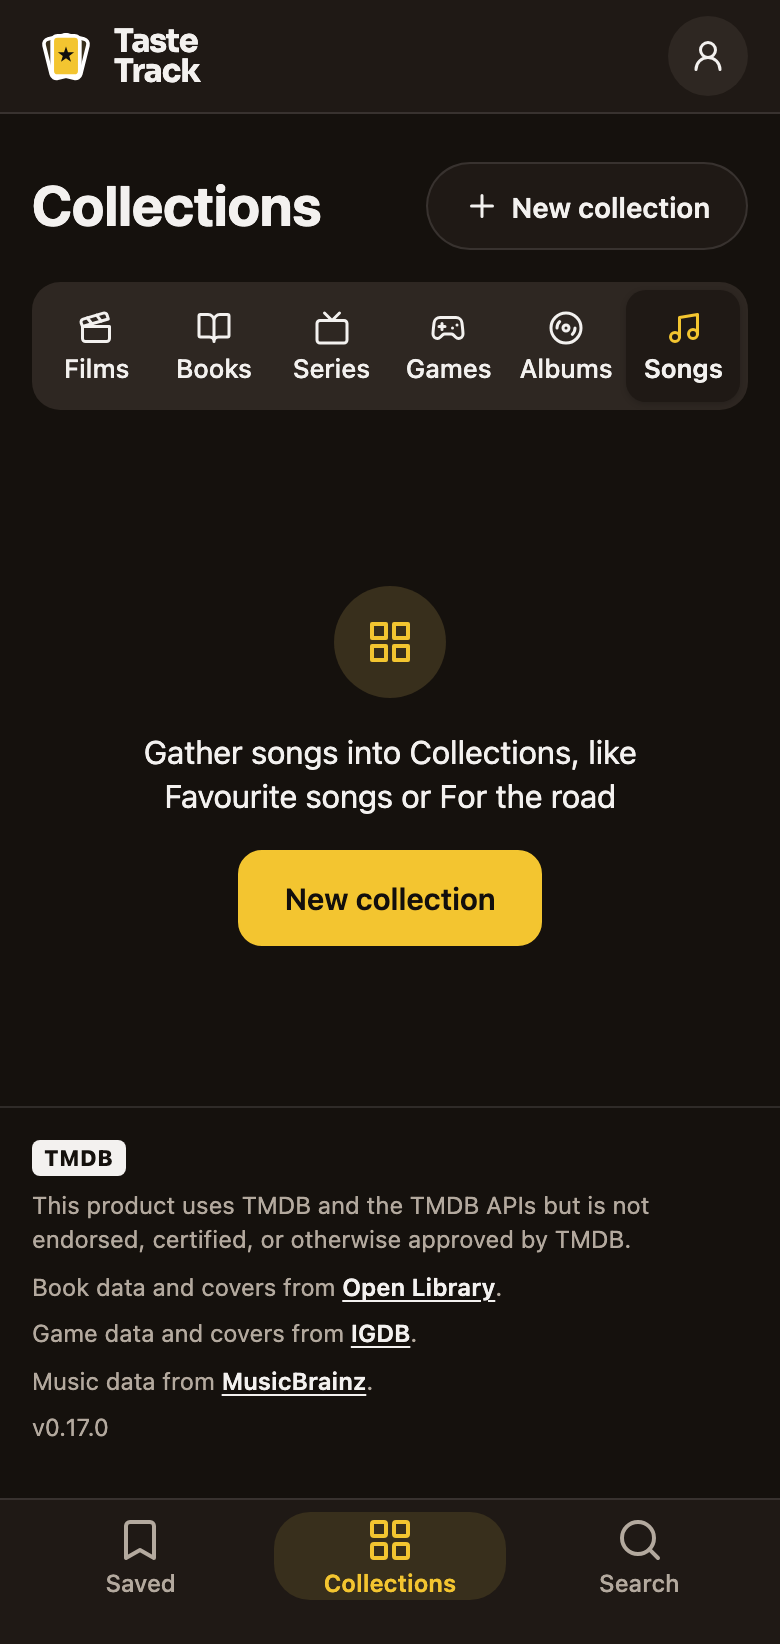 Taste
Track
Collections
New collection
Films
Books
Series
Games
Albums
Songs
Gather songs into Collections, like
Favourite songs or For the road
New collection
TMDB
This product uses TMDB and the TMDB APIs but is not
endorsed, certified, or otherwise approved by TMDB.
Book data and covers from Open Library.
Game data and covers from IGDB.
Music data from MusicBrainz.
v0.17.0
Saved
Collections
Search